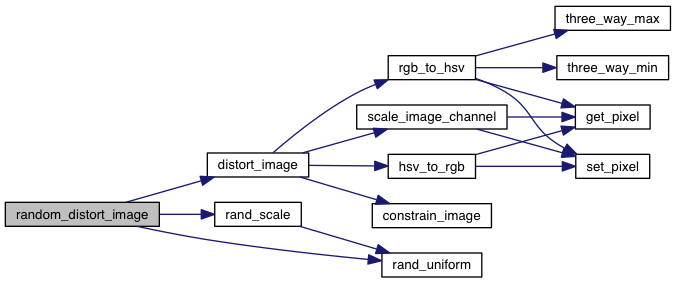 three_way_max
rgb_to_hsv
three_way_min
scale_image_channel
get_pixel
distort_image
hsv_to_rgb
set_pixel
random_distort_image
rand_scale
constrain_image
rand_uniform